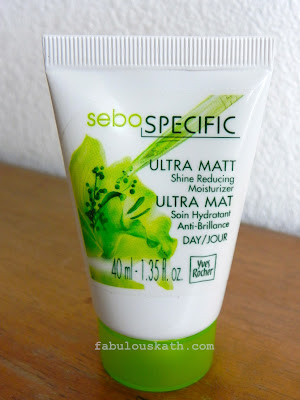 sebo SPECIFIC
ULTRA MATT
Shine Reducing
Moisturizer
ULTRA MAT
Soin Hydratant
Anti-Brillance
DAY/JOUR
40 ml - 1.35 fl. oz.
Yves
Rocher
fabulouskath.com